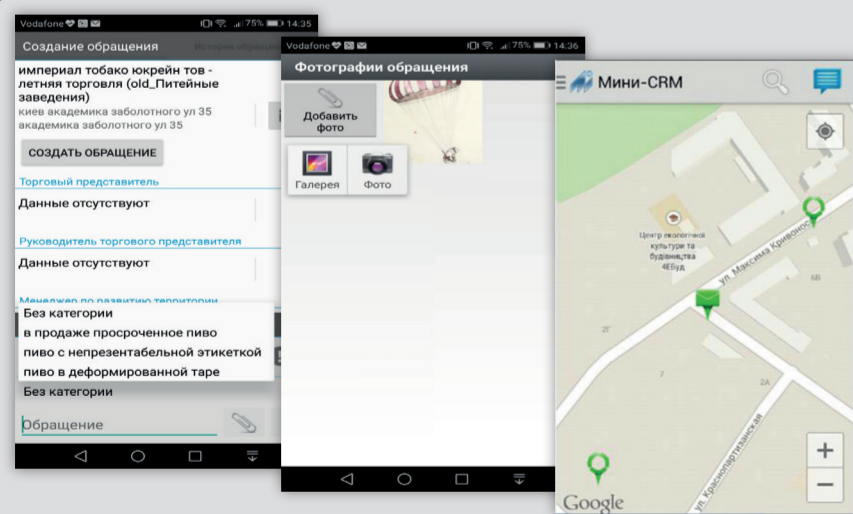 Vodafone 75% 14:35
Создание обращения
История обращен
империал тобако юкрейн тов -
летняя торговля (old_Питейные
заведения)
киев академика заболотного ул 35
академика заболотного ул 35
СОЗДАТЬ ОБРАЩЕНИЕ
Торговый представитель
Данные отсутствуют
Руководитель торгового представителя
Данные отсутствуют
Менеджер по развитию территории
Без категории
в продаже просроченное пиво
пиво с непрезентабельной этикеткой
пиво в деформированной таре
Без категории
Обращение
Vodafone 75% 14:36
Фотографии обращения
Добавить
фото
Галерея Фото
Мини-CRM
Центр екологічної
культури та
будівництва
4ЕБуд
ул. Максима Кривонос
6В
2Г
7
2А
ул. Краснопартизанская
+
−
Google